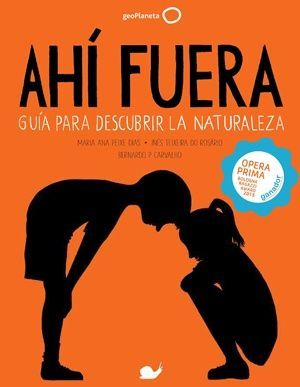 geoPlaneta
AHÍ FUERA
GUÍA PARA DESCUBRIR LA NATURALEZA
MARIA ANA PEIXE DIAS • INÊS TEIXEIRA DO ROSÁRIO
BERNARDO P. CARVALHO
OPERA
PRIMA
BOLOGNA
RAGAZZI
AWARD
2015
ganador